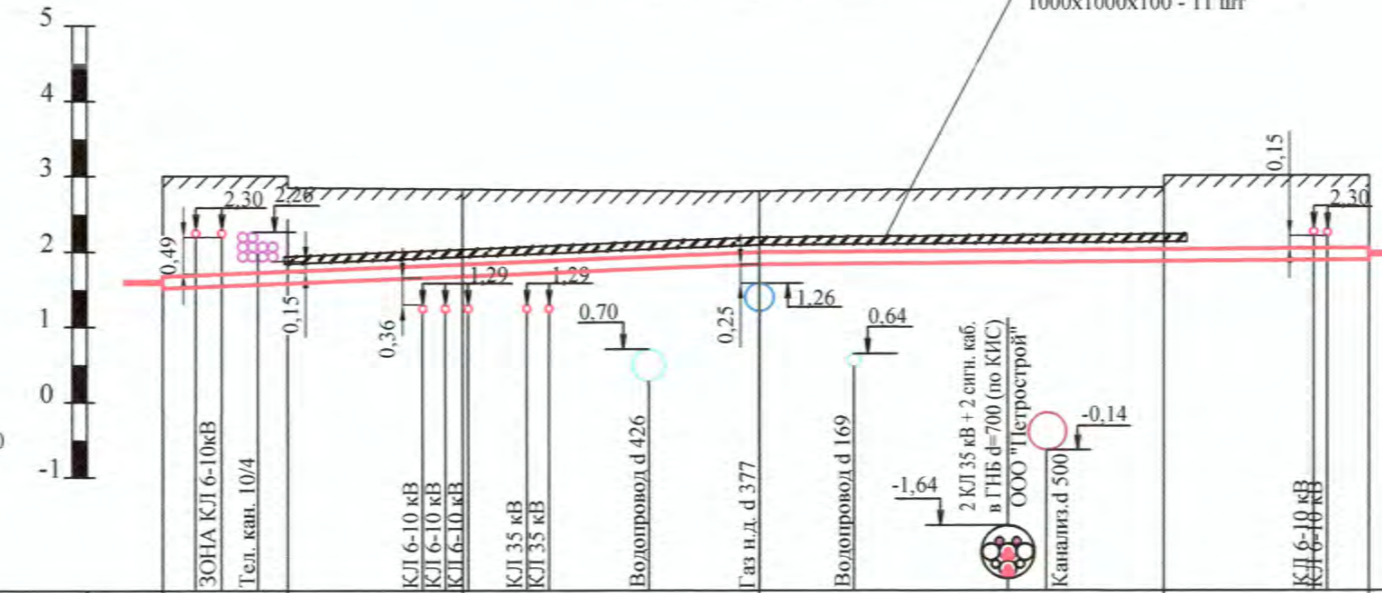 1000х1000х100 - 11 шт
5
4
3
2
1
0
-1
0,49
2,30
2,26
0,15
0,36
1,29
1,29
0,70
0,25
1,26
0,64
-1,64
-0,14
0,15
2,30
ЗОНА КЛ 6-10кВ
Тел. кан. 10/4
КЛ 6-10 кВ
КЛ 6-10 кВ
КЛ 6-10 кВ
КЛ 35 кВ
КЛ 35 кВ
Водопровод d 426
Газ н.д. d 377
Водопровод d 169
2 КЛ 35 кВ + 2 сигн. каб.
в ГНБ d=700 (по КИС)
ООО "Петрострой"
Канализ.d 500
КЛ 6-10 кВ
КЛ 6-10 кВ